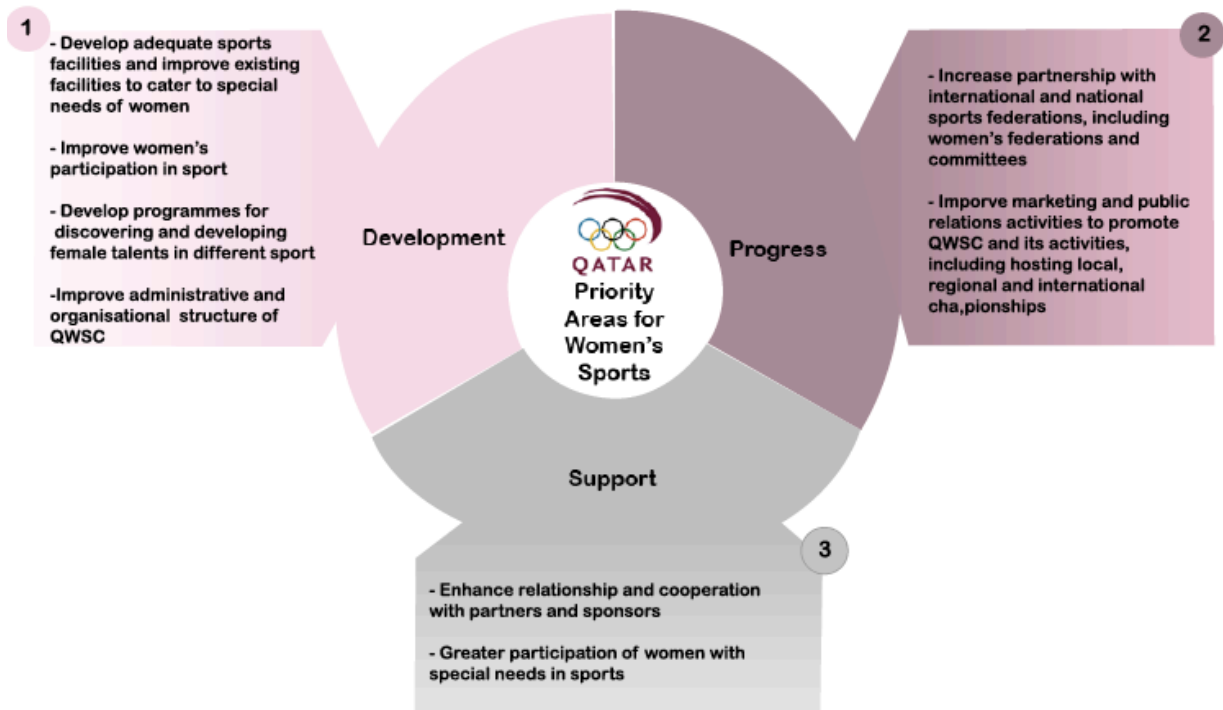 1
- Develop adequate sports
facilities and improve existing
facilities to cater to special
needs of women
- Improve women's
participation in sport
- Develop programmes for
discovering and developing
female talents in different sport
-Improve administrative and
organisational structure of
QWSC
Development
QATAR
Priority
Areas for
Women's
Sports
Progress
2
- Increase partnership with
international and national
sports federations, including
women's federations and
committees
- Imporve marketing and public
relations activities to promote
QWSC and its activities,
including hosting local,
regional and international
cha,pionships
Support
3
- Enhance relationship and cooperation
with partners and sponsors
- Greater participation of women with
special needs in sports